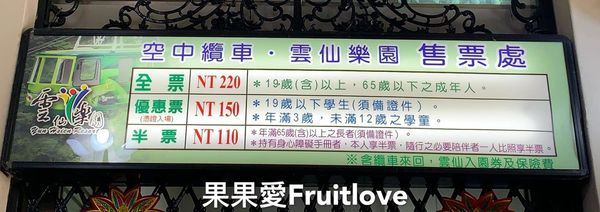 空中纜車·雲仙樂園 售票處
雲仙樂園
Yun Hsien Resort
全票 NT 220 *19歲(含)以上，65歲以下之成年人。
優惠票 (憑證入場) NT 150 *19歲以下學生(須備證件)。
*年滿3歲，未滿12歲之學童。
半票 NT 110 *年滿65歲(含)以上之長者(須備證件)。
*持有身心障礙手冊者，本人享半票，隨行之必要陪伴者一人比照享半票。
※含纜車來回，雲仙入園券及保險費
果果愛Fruitlove